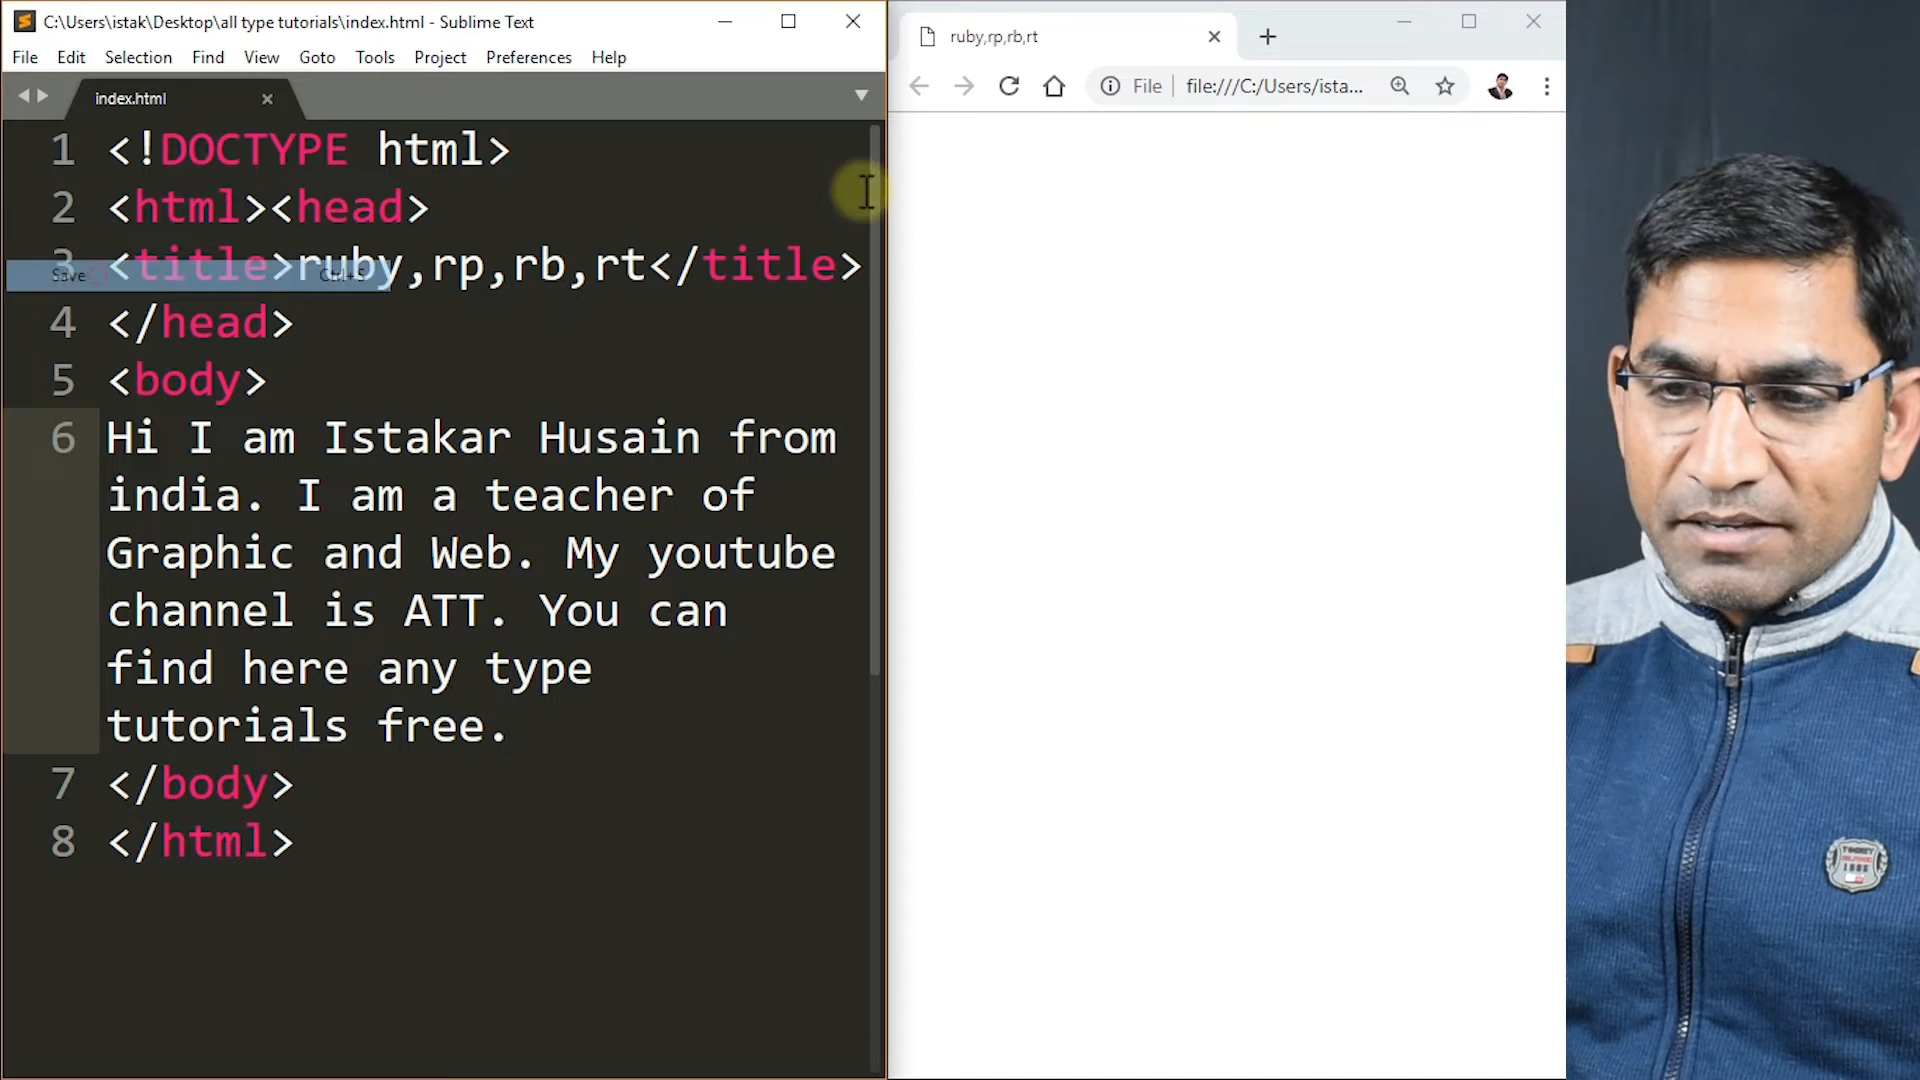 C:\Users\istak\Desktop\all type tutorials\index.html - Sublime Text
File Edit Selection Find View Goto Tools Project Preferences Help
index.html
1 <!DOCTYPE html>
2 <html><head>
3 <title>ruby,rp,rb,rt</title>
Save Ctrl+S
4 </head>
5 <body>
6 Hi I am Istakar Husain from
india. I am a teacher of
Graphic and Web. My youtube
channel is ATT. You can
find here any type
tutorials free.
7 </body>
8 </html>
ruby,rp,rb,rt
File file:///C:/Users/ista...